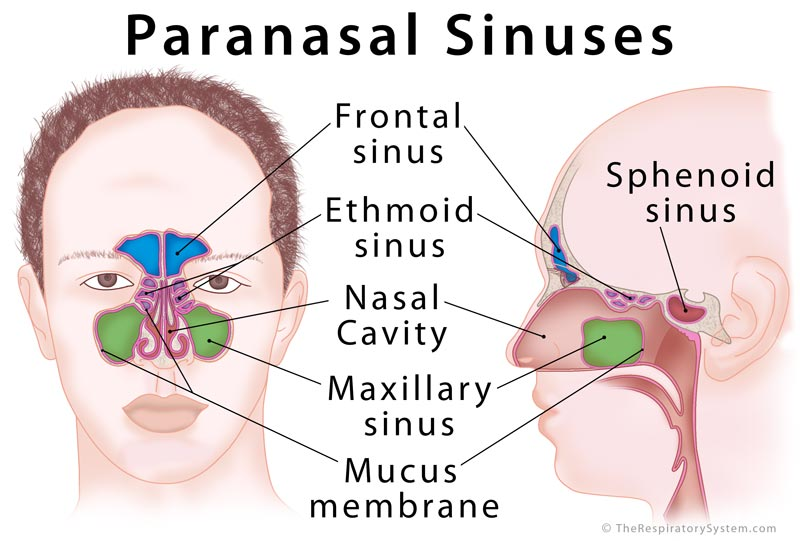 Paranasal Sinuses
Frontal
sinus
Sphenoid
sinus
Ethmoid
sinus
Nasal
Cavity
Maxillary
sinus
Mucus
membrane
© TheRespiratorySystem.com